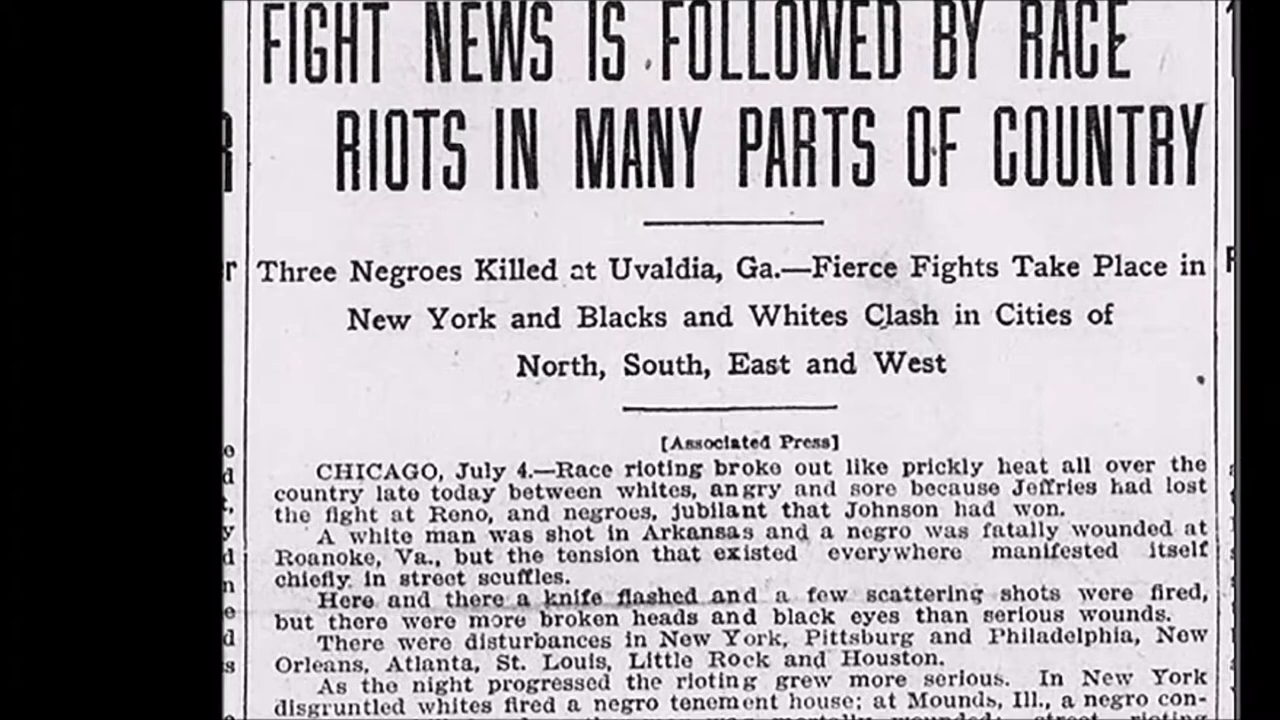 FIGHT NEWS IS FOLLOWED BY RACE
RIOTS IN MANY PARTS OF COUNTRY
Three Negroes Killed at Uvaldia, Ga.—Fierce Fights Take Place in
New York and Blacks and Whites Clash in Cities of
North, South, East and West
[Associated Press]
CHICAGO, July 4.—Race rioting broke out like prickly heat all over the
country late today between whites, angry and sore because Jeffries had lost
the fight at Reno, and negroes, jubilant that Johnson had won.
A white man was shot in Arkansas and a negro was fatally wounded at
Roanoke, Va., but the tension that existed everywhere manifested itself
chiefly in street scuffles.
Here and there a knife flashed and a few scattering shots were fired,
but there were more broken heads and black eyes than serious wounds.
There were disturbances in New York, Pittsburg and Philadelphia, New
Orleans, Atlanta, St. Louis, Little Rock and Houston.
As the night progressed the rioting grew more serious. In New York
disgruntled whites fired a negro tenement house; at Mounds, Ill., a negro con-